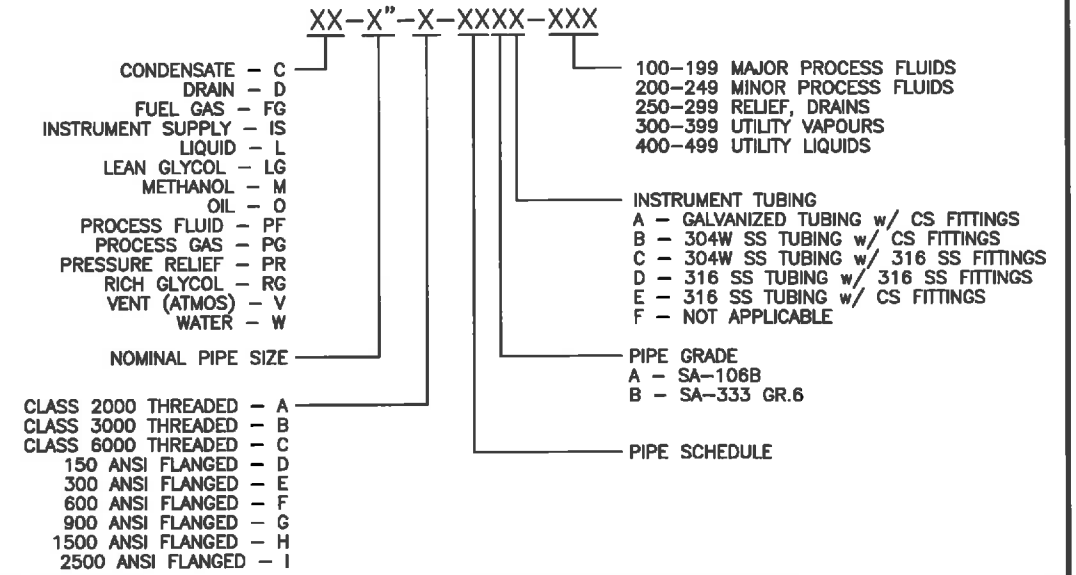 XX-X"-X-XXXX-XXX
CONDENSATE - C
DRAIN - D
FUEL GAS - FG
INSTRUMENT SUPPLY - IS
LIQUID - L
LEAN GLYCOL - LG
METHANOL - M
OIL - O
PROCESS FLUID - PF
PROCESS GAS - PG
PRESSURE RELIEF - PR
RICH GLYCOL - RG
VENT (ATMOS) - V
WATER - W
NOMINAL PIPE SIZE
CLASS 2000 THREADED - A
CLASS 3000 THREADED - B
CLASS 6000 THREADED - C
150 ANSI FLANGED - D
300 ANSI FLANGED - E
600 ANSI FLANGED - F
900 ANSI FLANGED - G
1500 ANSI FLANGED - H
2500 ANSI FLANGED - I
100-199 MAJOR PROCESS FLUIDS
200-249 MINOR PROCESS FLUIDS
250-299 RELIEF, DRAINS
300-399 UTILITY VAPOURS
400-499 UTILITY LIQUIDS
INSTRUMENT TUBING
A - GALVANIZED TUBING w/ CS FITTINGS
B - 304W SS TUBING w/ CS FITTINGS
C - 304W SS TUBING w/ 316 SS FITTINGS
D - 316 SS TUBING w/ 316 SS FITTINGS
E - 316 SS TUBING w/ CS FITTINGS
F - NOT APPLICABLE
PIPE GRADE
A - SA-106B
B - SA-333 GR.6
PIPE SCHEDULE